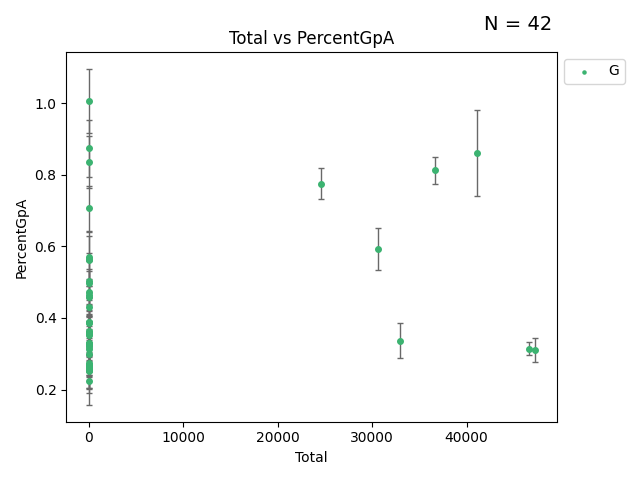 N = 42
Total vs PercentGpA
G
PercentGpA
1.0
0.8
0.6
0.4
0.2
0 10000 20000 30000 40000
Total